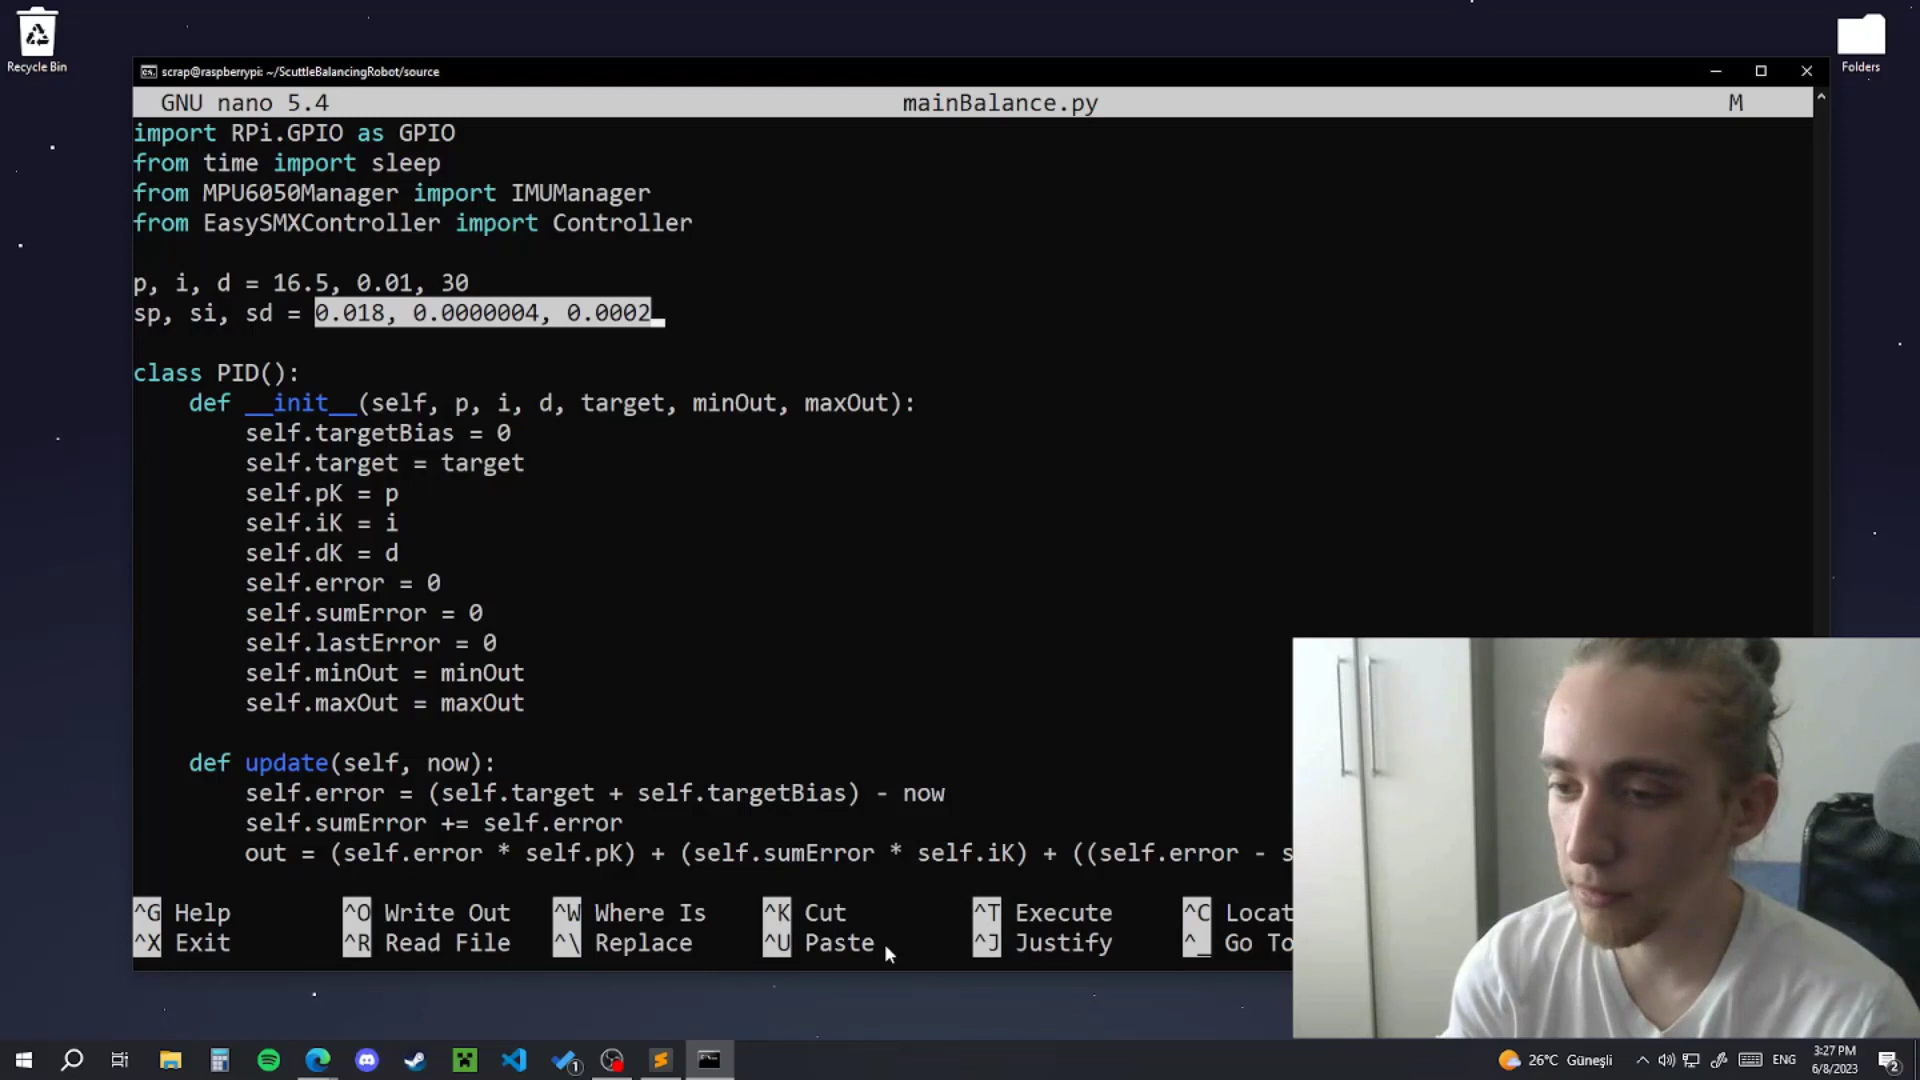 Recycle Bin
Folders
scrap@raspberrypi: ~/ScuttleBalancingRobot/source
GNU nano 5.4 mainBalance.py M
import RPi.GPIO as GPIO
from time import sleep
from MPU6050Manager import IMUManager
from EasySMXController import Controller
p, i, d = 16.5, 0.01, 30
sp, si, sd = 0.018, 0.0000004, 0.0002
class PID():
def __init__(self, p, i, d, target, minOut, maxOut):
self.targetBias = 0
self.target = target
self.pK = p
self.iK = i
self.dK = d
self.error = 0
self.sumError = 0
self.lastError = 0
self.minOut = minOut
self.maxOut = maxOut
def update(self, now):
self.error = (self.target + self.targetBias) - now
self.sumError += self.error
out = (self.error * self.pK) + (self.sumError * self.iK) + ((self.error - s
^G Help ^O Write Out ^W Where Is ^K Cut ^T Execute ^C Locat
^X Exit ^R Read File ^\ Replace ^U Paste ^J Justify ^_ Go To
1
26°C Güneşli
ENG
3:27 PM
6/8/2023
2